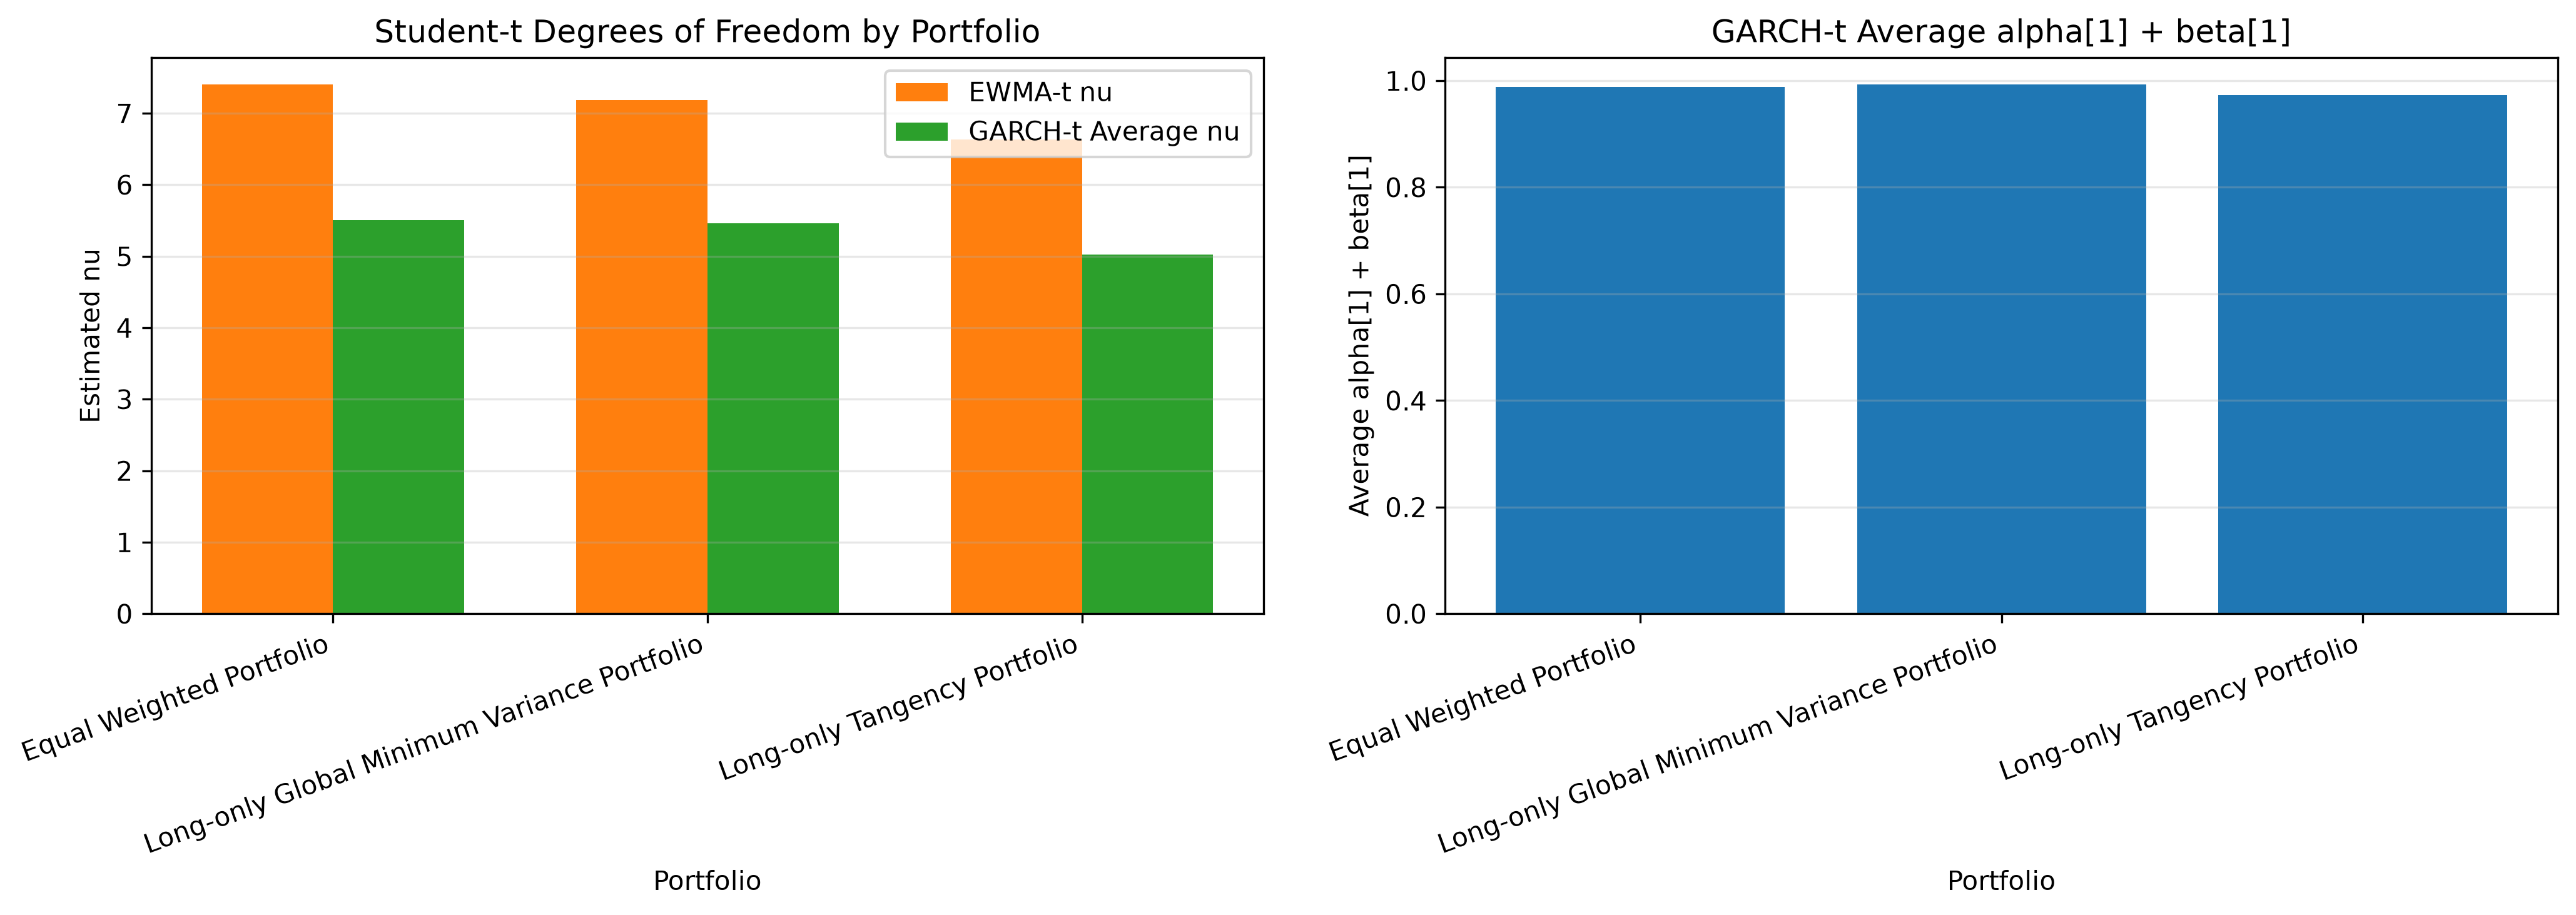 Student-t Degrees of Freedom by Portfolio
EWMA-t nu
GARCH-t Average nu
Estimated nu
7
6
5
4
3
2
1
0
Equal Weighted Portfolio
Long-only Global Minimum Variance Portfolio
Long-only Tangency Portfolio
Portfolio
GARCH-t Average alpha[1] + beta[1]
Average alpha[1] + beta[1]
1.0
0.8
0.6
0.4
0.2
0.0
Equal Weighted Portfolio
Long-only Global Minimum Variance Portfolio
Long-only Tangency Portfolio
Portfolio